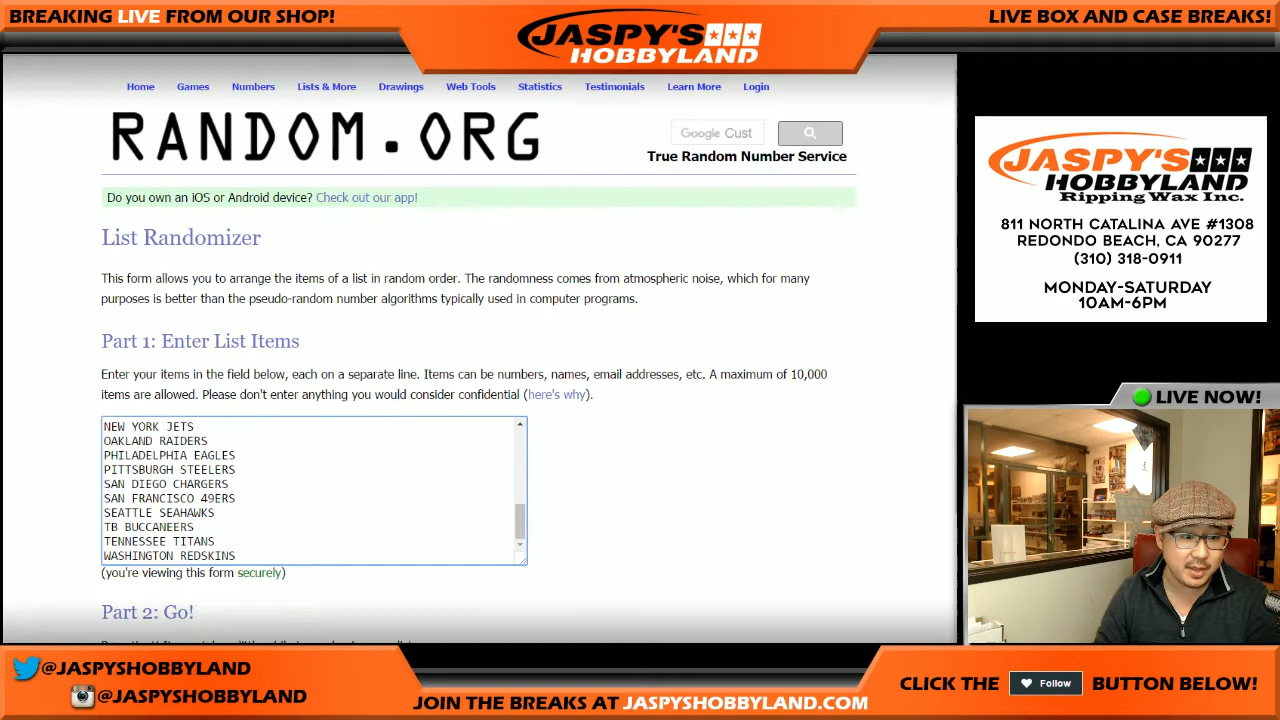 BREAKING LIVE FROM OUR SHOP!
JASPY'S
HOBBYLAND
LIVE BOX AND CASE BREAKS!
Home Games Numbers Lists & More Drawings Web Tools Statistics Testimonials Learn More Login
RANDOM.ORG
Google Cust
True Random Number Service
Do you own an iOS or Android device? Check out our app!
List Randomizer
This form allows you to arrange the items of a list in random order. The randomness comes from atmospheric noise, which for many
purposes is better than the pseudo-random number algorithms typically used in computer programs.
Part 1: Enter List Items
Enter your items in the field below, each on a separate line. Items can be numbers, names, email addresses, etc. A maximum of 10,000
items are allowed. Please don't enter anything you would consider confidential (here's why).
NEW YORK JETS
OAKLAND RAIDERS
PHILADELPHIA EAGLES
PITTSBURGH STEELERS
SAN DIEGO CHARGERS
SAN FRANCISCO 49ERS
SEATTLE SEAHAWKS
TB BUCCANEERS
TENNESSEE TITANS
WASHINGTON REDSKINS
(you're viewing this form securely)
Part 2: Go!
JASPY'S
HOBBYLAND
Ripping Wax Inc.
811 NORTH CATALINA AVE #1308
REDONDO BEACH, CA 90277
(310) 318-0911
MONDAY-SATURDAY
10AM-6PM
LIVE NOW!
@JASPYSHOBBYLAND
@JASPYSHOBBYLAND
JOIN THE BREAKS AT JASPYSHOBBYLAND.COM
CLICK THE Follow BUTTON BELOW!